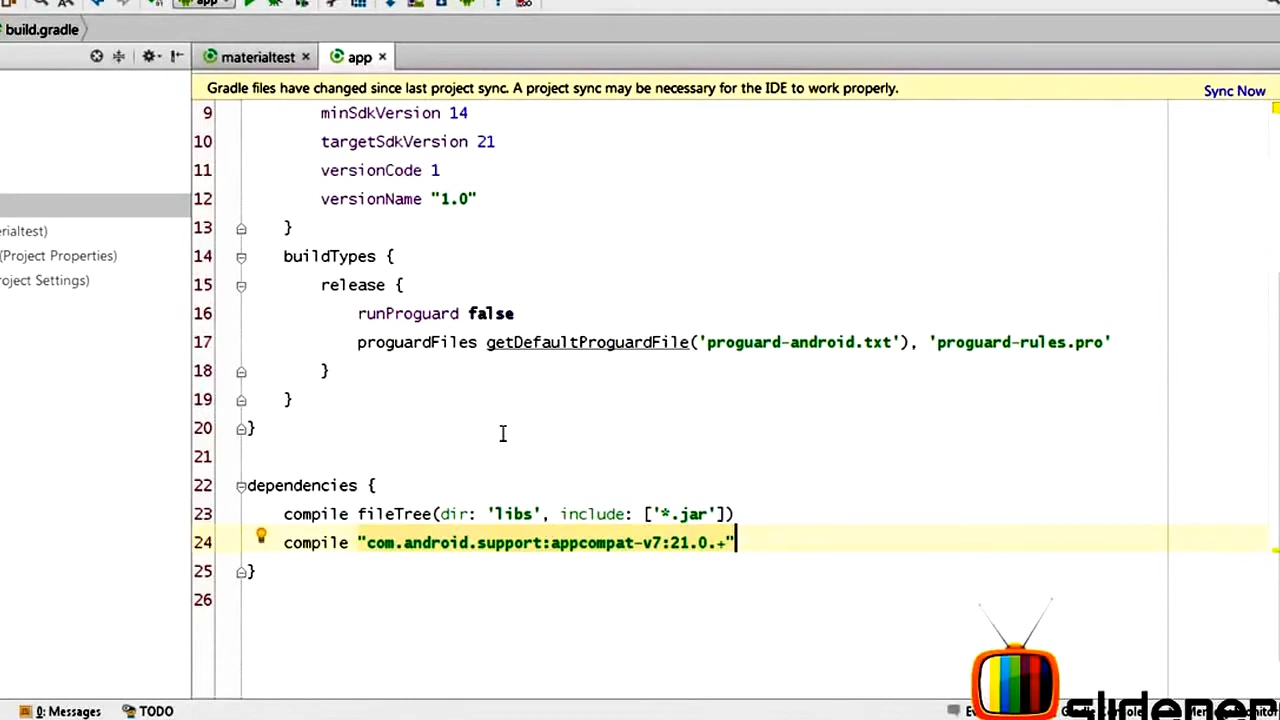 app
build.gradle
materialtest
app
Gradle files have changed since last project sync. A project sync may be necessary for the IDE to work properly.
Sync Now
9 minSdkVersion 14
10 targetSdkVersion 21
11 versionCode 1
12 versionName "1.0"
13 }
14 buildTypes {
15 release {
16 runProguard false
17 proguardFiles getDefaultProguardFile('proguard-android.txt'), 'proguard-rules.pro'
18 }
19 }
20 }
21
22 dependencies {
23 compile fileTree(dir: 'libs', include: ['*.jar'])
24 compile "com.android.support:appcompat-v7:21.0.+"
25 }
26
erialtest)
(Project Properties)
roject Settings)
0: Messages
TODO